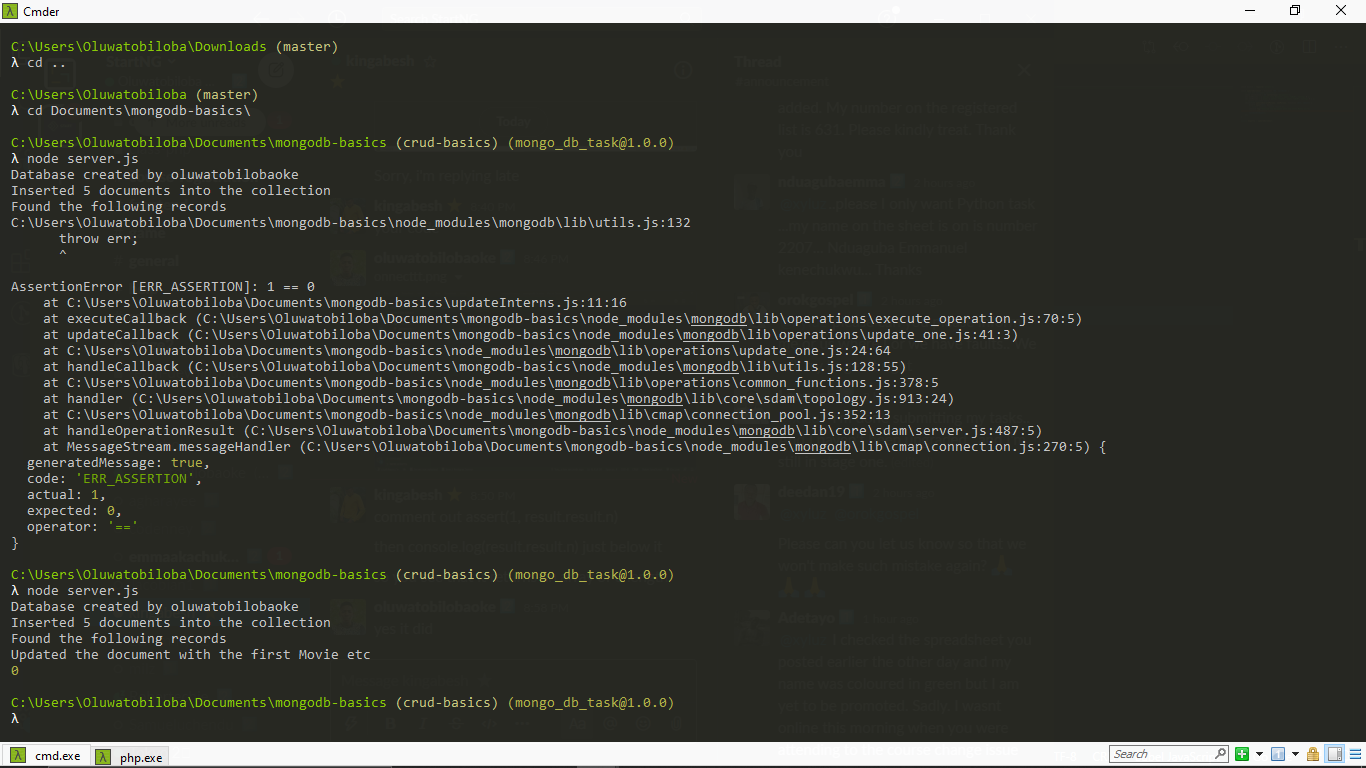 Cmder
C:\Users\Oluwatobiloba\Downloads (master)
λ cd ..
C:\Users\Oluwatobiloba (master)
λ cd Documents\mongodb-basics\
C:\Users\Oluwatobiloba\Documents\mongodb-basics (crud-basics) (mongo_db_task@1.0.0)
λ node server.js
Database created by oluwatobilobaoke
Inserted 5 documents into the collection
Found the following records
C:\Users\Oluwatobiloba\Documents\mongodb-basics\node_modules\mongodb\lib\utils.js:132
throw err;
^
AssertionError [ERR_ASSERTION]: 1 == 0
at C:\Users\Oluwatobiloba\Documents\mongodb-basics\updateInterns.js:11:16
at executeCallback (C:\Users\Oluwatobiloba\Documents\mongodb-basics\node_modules\mongodb\lib\operations\execute_operation.js:70:5)
at updateCallback (C:\Users\Oluwatobiloba\Documents\mongodb-basics\node_modules\mongodb\lib\operations\update_one.js:41:3)
at C:\Users\Oluwatobiloba\Documents\mongodb-basics\node_modules\mongodb\lib\operations\update_one.js:24:64
at handleCallback (C:\Users\Oluwatobiloba\Documents\mongodb-basics\node_modules\mongodb\lib\utils.js:128:55)
at C:\Users\Oluwatobiloba\Documents\mongodb-basics\node_modules\mongodb\lib\operations\common_functions.js:378:5
at handler (C:\Users\Oluwatobiloba\Documents\mongodb-basics\node_modules\mongodb\lib\core\sdam\topology.js:913:24)
at C:\Users\Oluwatobiloba\Documents\mongodb-basics\node_modules\mongodb\lib\cmap\connection_pool.js:352:13
at handleOperationResult (C:\Users\Oluwatobiloba\Documents\mongodb-basics\node_modules\mongodb\lib\core\sdam\server.js:487:5)
at MessageStream.messageHandler (C:\Users\Oluwatobiloba\Documents\mongodb-basics\node_modules\mongodb\lib\cmap\connection.js:270:5) {
generatedMessage: true,
code: 'ERR_ASSERTION',
actual: 1,
expected: 0,
operator: '=='
}
C:\Users\Oluwatobiloba\Documents\mongodb-basics (crud-basics) (mongo_db_task@1.0.0)
λ node server.js
Database created by oluwatobilobaoke
Inserted 5 documents into the collection
Found the following records
Updated the document with the first Movie etc
0
C:\Users\Oluwatobiloba\Documents\mongodb-basics (crud-basics) (mongo_db_task@1.0.0)
λ
cmd.exe
php.exe
Search